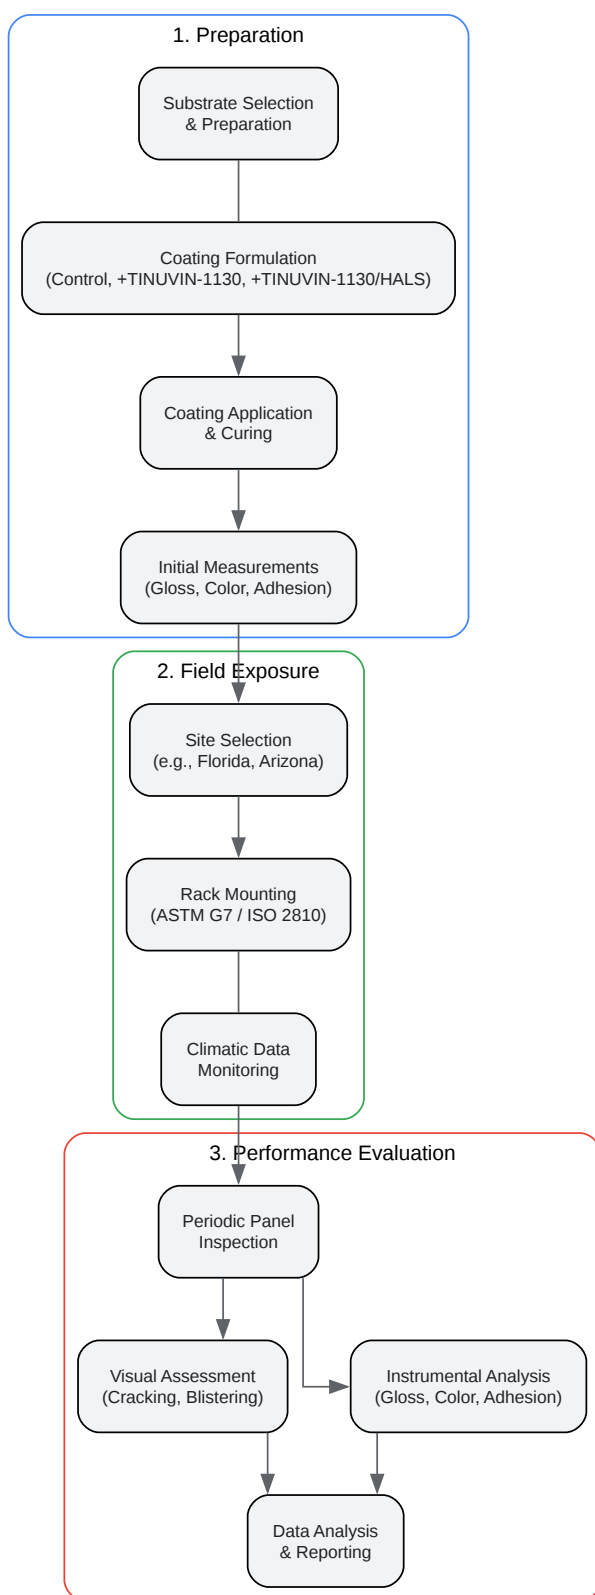 1. Preparation
Substrate Selection
& Preparation
Coating Formulation
(Control, +TINUVIN-1130, +TINUVIN-1130/HALS)
Coating Application
& Curing
Initial Measurements
(Gloss, Color, Adhesion)
2. Field Exposure
Site Selection
(e.g., Florida, Arizona)
Rack Mounting
(ASTM G7 / ISO 2810)
Climatic Data
Monitoring
3. Performance Evaluation
Periodic Panel
Inspection
Visual Assessment
(Cracking, Blistering)
Instrumental Analysis
(Gloss, Color, Adhesion)
Data Analysis
& Reporting